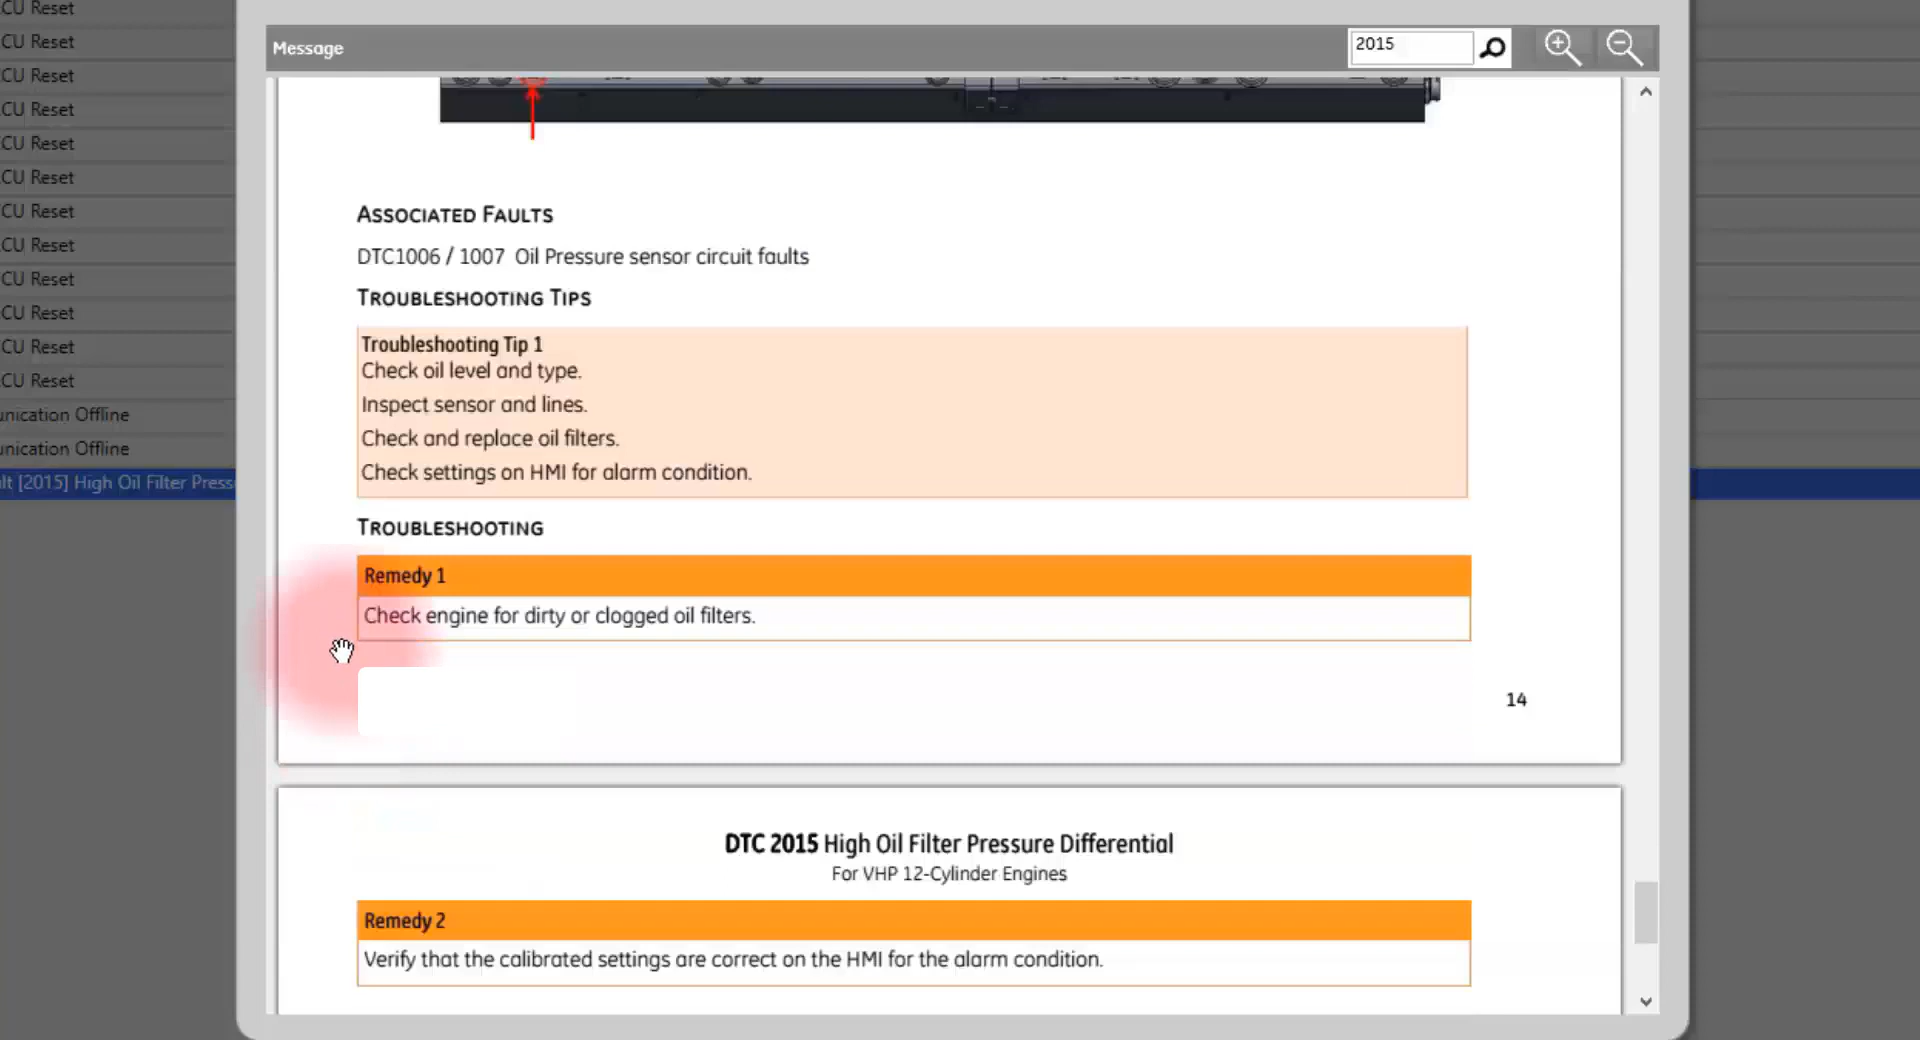 CU Reset
CU Reset
CU Reset
CU Reset
CU Reset
CU Reset
CU Reset
CU Reset
CU Reset
CU Reset
CU Reset
CU Reset
unication Offline
unication Offline
lt [2015] High Oil Filter Pressu
Message
2015
ASSOCIATED FAULTS
DTC1006 / 1007 Oil Pressure sensor circuit faults
TROUBLESHOOTING TIPS
Troubleshooting Tip 1
Check oil level and type.
Inspect sensor and lines.
Check and replace oil filters.
Check settings on HMI for alarm condition.
TROUBLESHOOTING
Remedy 1
Check engine for dirty or clogged oil filters.
14
DTC 2015 High Oil Filter Pressure Differential
For VHP 12-Cylinder Engines
Remedy 2
Verify that the calibrated settings are correct on the HMI for the alarm condition.